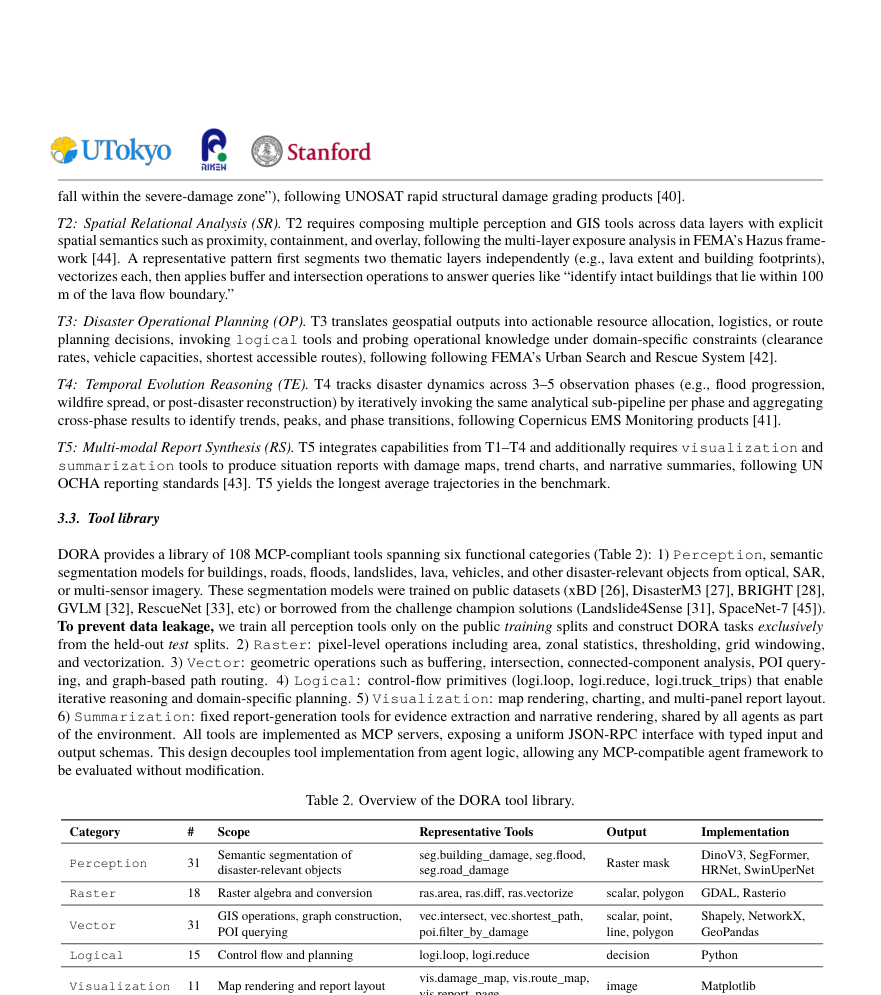 UTokyo RIKEN Stanford
fall within the severe-damage zone”), following UNOSAT rapid structural damage grading products [40].
T2: Spatial Relational Analysis (SR). T2 requires composing multiple perception and GIS tools across data layers with explicit
spatial semantics such as proximity, containment, and overlay, following the multi-layer exposure analysis in FEMA’s Hazus frame-
work [44]. A representative pattern first segments two thematic layers independently (e.g., lava extent and building footprints),
vectorizes each, then applies buffer and intersection operations to answer queries like “identify intact buildings that lie within 100
m of the lava flow boundary.”
T3: Disaster Operational Planning (OP). T3 translates geospatial outputs into actionable resource allocation, logistics, or route
planning decisions, invoking logical tools and probing operational knowledge under domain-specific constraints (clearance
rates, vehicle capacities, shortest accessible routes), following following FEMA’s Urban Search and Rescue System [42].
T4: Temporal Evolution Reasoning (TE). T4 tracks disaster dynamics across 3–5 observation phases (e.g., flood progression,
wildfire spread, or post-disaster reconstruction) by iteratively invoking the same analytical sub-pipeline per phase and aggregating
cross-phase results to identify trends, peaks, and phase transitions, following Copernicus EMS Monitoring products [41].
T5: Multi-modal Report Synthesis (RS). T5 integrates capabilities from T1–T4 and additionally requires visualization and
summarization tools to produce situation reports with damage maps, trend charts, and narrative summaries, following UN
OCHA reporting standards [43]. T5 yields the longest average trajectories in the benchmark.
3.3. Tool library
DORA provides a library of 108 MCP-compliant tools spanning six functional categories (Table 2): 1) Perception, semantic
segmentation models for buildings, roads, floods, landslides, lava, vehicles, and other disaster-relevant objects from optical, SAR,
or multi-sensor imagery. These segmentation models were trained on public datasets (xBD [26], DisasterM3 [27], BRIGHT [28],
GVLM [32], RescueNet [33], etc) or borrowed from the challenge champion solutions (Landslide4Sense [31], SpaceNet-7 [45]).
To prevent data leakage, we train all perception tools only on the public training splits and construct DORA tasks exclusively
from the held-out test splits. 2) Raster: pixel-level operations including area, zonal statistics, thresholding, grid windowing,
and vectorization. 3) Vector: geometric operations such as buffering, intersection, connected-component analysis, POI query-
ing, and graph-based path routing. 4) Logical: control-flow primitives (logi.loop, logi.reduce, logi.truck_trips) that enable
iterative reasoning and domain-specific planning. 5) Visualization: map rendering, charting, and multi-panel report layout.
6) Summarization: fixed report-generation tools for evidence extraction and narrative rendering, shared by all agents as part
of the environment. All tools are implemented as MCP servers, exposing a uniform JSON-RPC interface with typed input and
output schemas. This design decouples tool implementation from agent logic, allowing any MCP-compatible agent framework to
be evaluated without modification.
Table 2. Overview of the DORA tool library.
Category # Scope Representative Tools Output Implementation
Perception 31 Semantic segmentation of disaster-relevant objects seg.building_damage, seg.flood, seg.road_damage Raster mask DinoV3, SegFormer, HRNet, SwinUperNet
Raster 18 Raster algebra and conversion ras.area, ras.diff, ras.vectorize scalar, polygon GDAL, Rasterio
Vector 31 GIS operations, graph construction, POI querying vec.intersect, vec.shortest_path, poi.filter_by_damage scalar, point, line, polygon Shapely, NetworkX, GeoPandas
Logical 15 Control flow and planning logi.loop, logi.reduce decision Python
Visualization 11 Map rendering and report layout vis.damage_map, vis.route_map, vis.report_page image Matplotlib